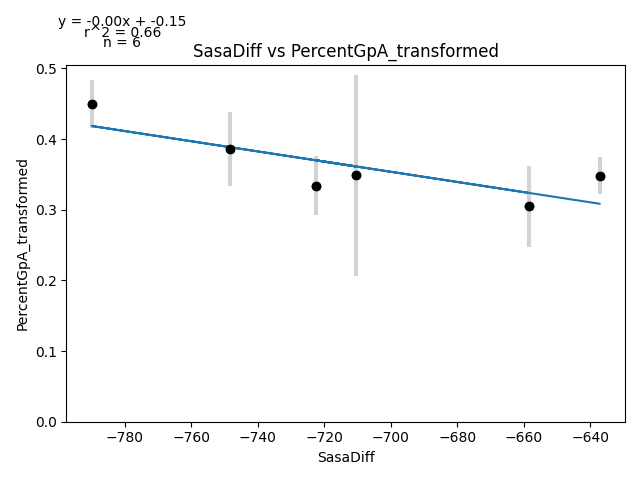 y = -0.00x + -0.15
r^2 = 0.66
n = 6
SasaDiff vs PercentGpA_transformed
0.5
0.4
0.3
0.2
0.1
0.0
PercentGpA_transformed
−780 −760 −740 −720 −700 −680 −660 −640
SasaDiff